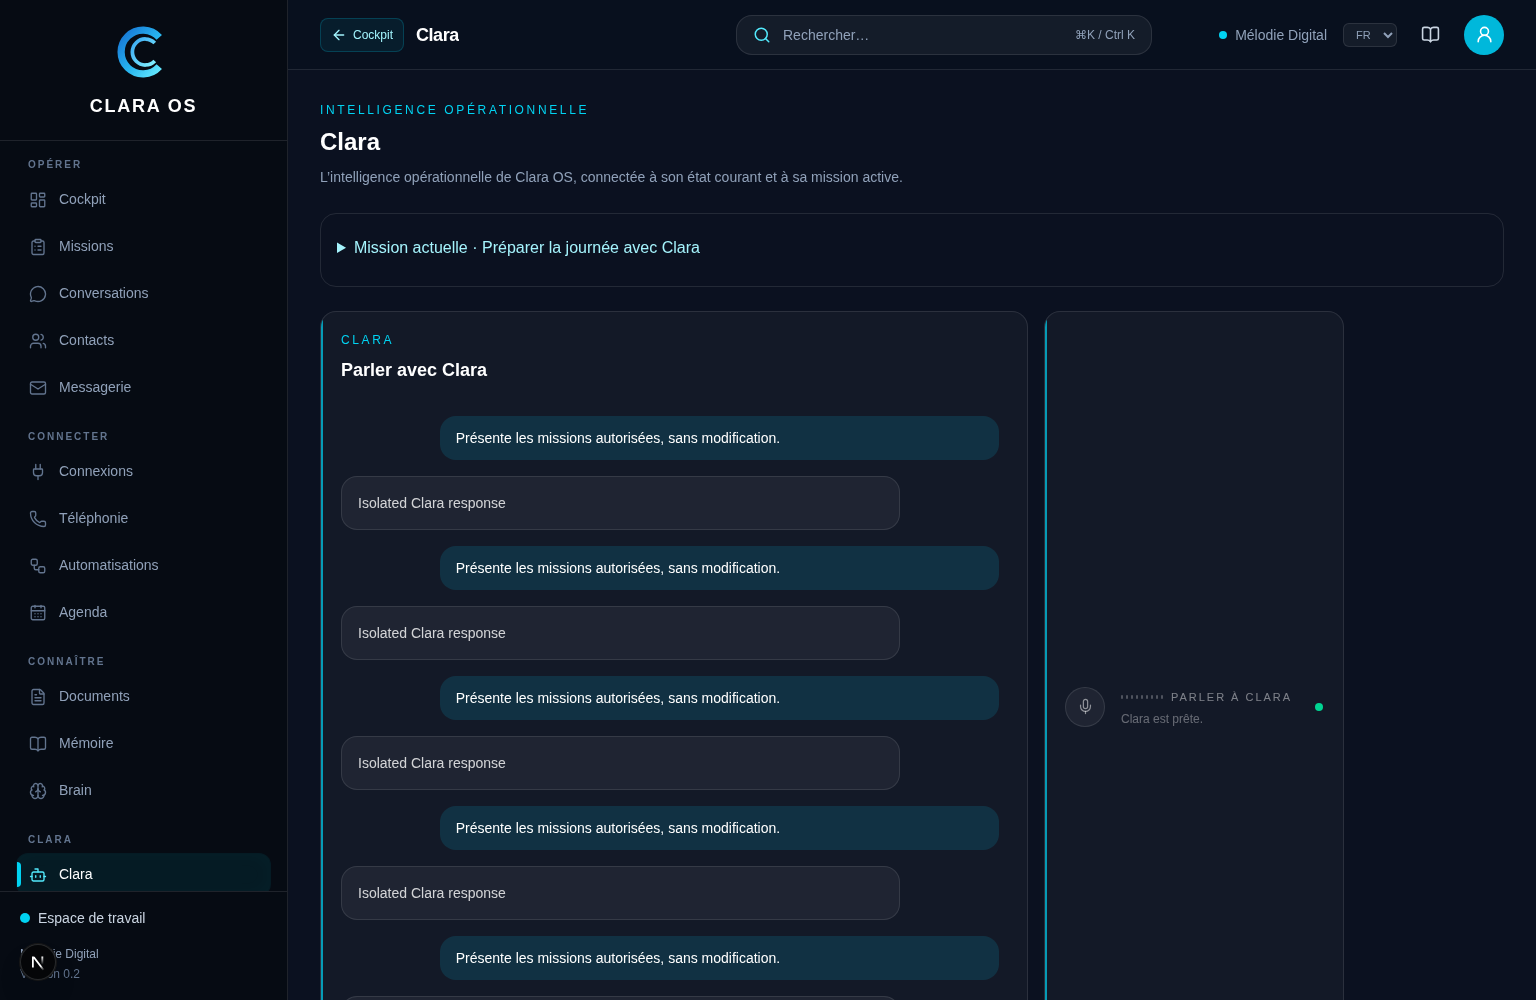 CLARA OS
OPÉRER
Cockpit
Missions
Conversations
Contacts
Messagerie
CONNECTER
Connexions
Téléphonie
Automatisations
Agenda
CONNAÎTRE
Documents
Mémoire
Brain
CLARA
Clara
Espace de travail
Digital
0.2
Cockpit
Clara
Rechercher…
⌘K / Ctrl K
Mélodie Digital
FR
INTELLIGENCE OPÉRATIONNELLE
Clara
L'intelligence opérationnelle de Clara OS, connectée à son état courant et à sa mission active.
Mission actuelle · Préparer la journée avec Clara
CLARA
Parler avec Clara
Présente les missions autorisées, sans modification.
Isolated Clara response
Présente les missions autorisées, sans modification.
Isolated Clara response
Présente les missions autorisées, sans modification.
Isolated Clara response
Présente les missions autorisées, sans modification.
Isolated Clara response
Présente les missions autorisées, sans modification.
PARLER À CLARA
Clara est prête.